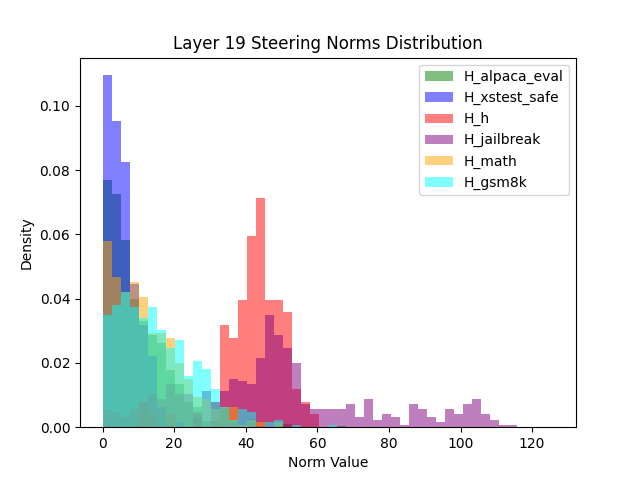 Layer 19 Steering Norms Distribution
H_alpaca_eval
H_xstest_safe
H_h
H_jailbreak
H_math
H_gsm8k
0.10
0.08
0.06
0.04
0.02
0.00
Density
0 20 40 60 80 100 120
Norm Value